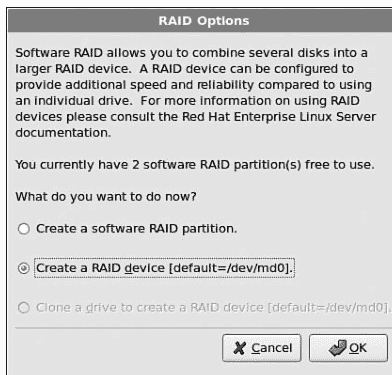 RAID Options
Software RAID allows you to combine several disks into a
larger RAID device.  A RAID device can be configured to
provide additional speed and reliability compared to using
an individual drive.  For more information on using RAID
devices please consult the Red Hat Enterprise Linux Server
documentation.
You currently have 2 software RAID partition(s) free to use.
What do you want to do now?
Create a software RAID partition.
Create a RAID device [default=/dev/md0].
Clone a drive to create a RAID device [default=/dev/md0].
Cancel
OK